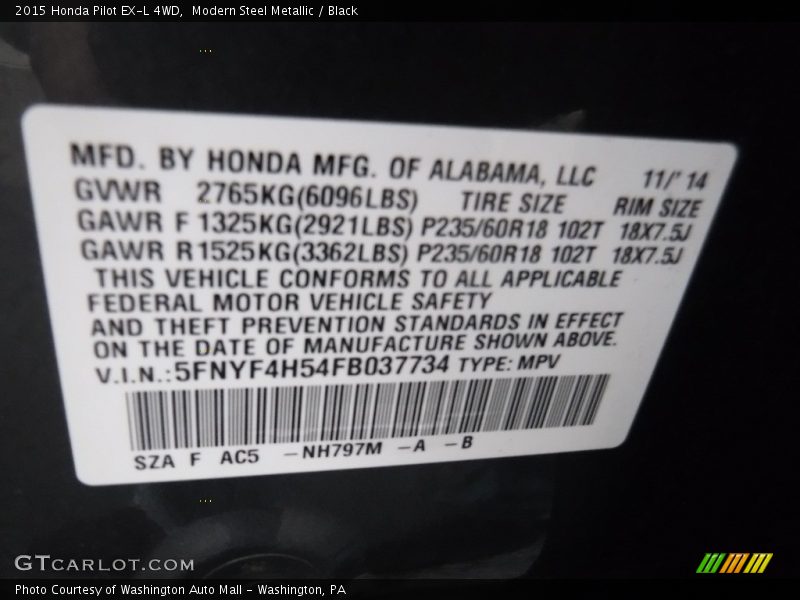 2015 Honda Pilot EX-L 4WD, Modern Steel Metallic / Black
MFD. BY HONDA MFG. OF ALABAMA, LLC 11/'14
GVWR 2765KG(6096LBS) TIRE SIZE RIM SIZE
GAWR F 1325KG(2921LBS) P235/60R18 102T 18X7.5J
GAWR R 1525KG(3362LBS) P235/60R18 102T 18X7.5J
THIS VEHICLE CONFORMS TO ALL APPLICABLE
FEDERAL MOTOR VEHICLE SAFETY
AND THEFT PREVENTION STANDARDS IN EFFECT
ON THE DATE OF MANUFACTURE SHOWN ABOVE.
V.I.N.: 5FNYF4H54FB037734 TYPE: MPV
SZA F AC5 -NH797M -A -B
GTCARLOT.COM
Photo Courtesy of Washington Auto Mall - Washington, PA